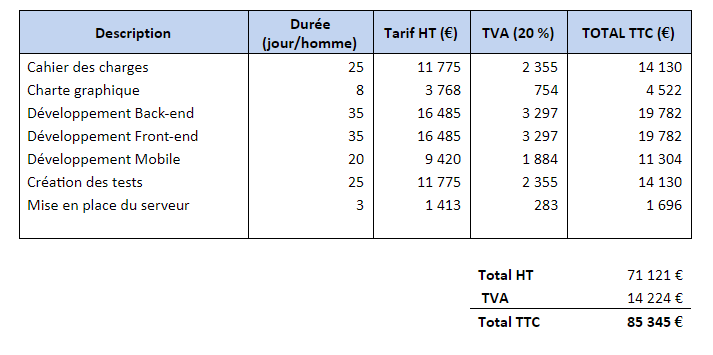 Description Durée (jour/homme) Tarif HT (€) TVA (20 %) TOTAL TTC (€)
Cahier des charges 25 11 775 2 355 14 130
Charte graphique 8 3 768 754 4 522
Développement Back-end 35 16 485 3 297 19 782
Développement Front-end 35 16 485 3 297 19 782
Développement Mobile 20 9 420 1 884 11 304
Création des tests 25 11 775 2 355 14 130
Mise en place du serveur 3 1 413 283 1 696
Total HT 71 121 €
TVA 14 224 €
Total TTC 85 345 €